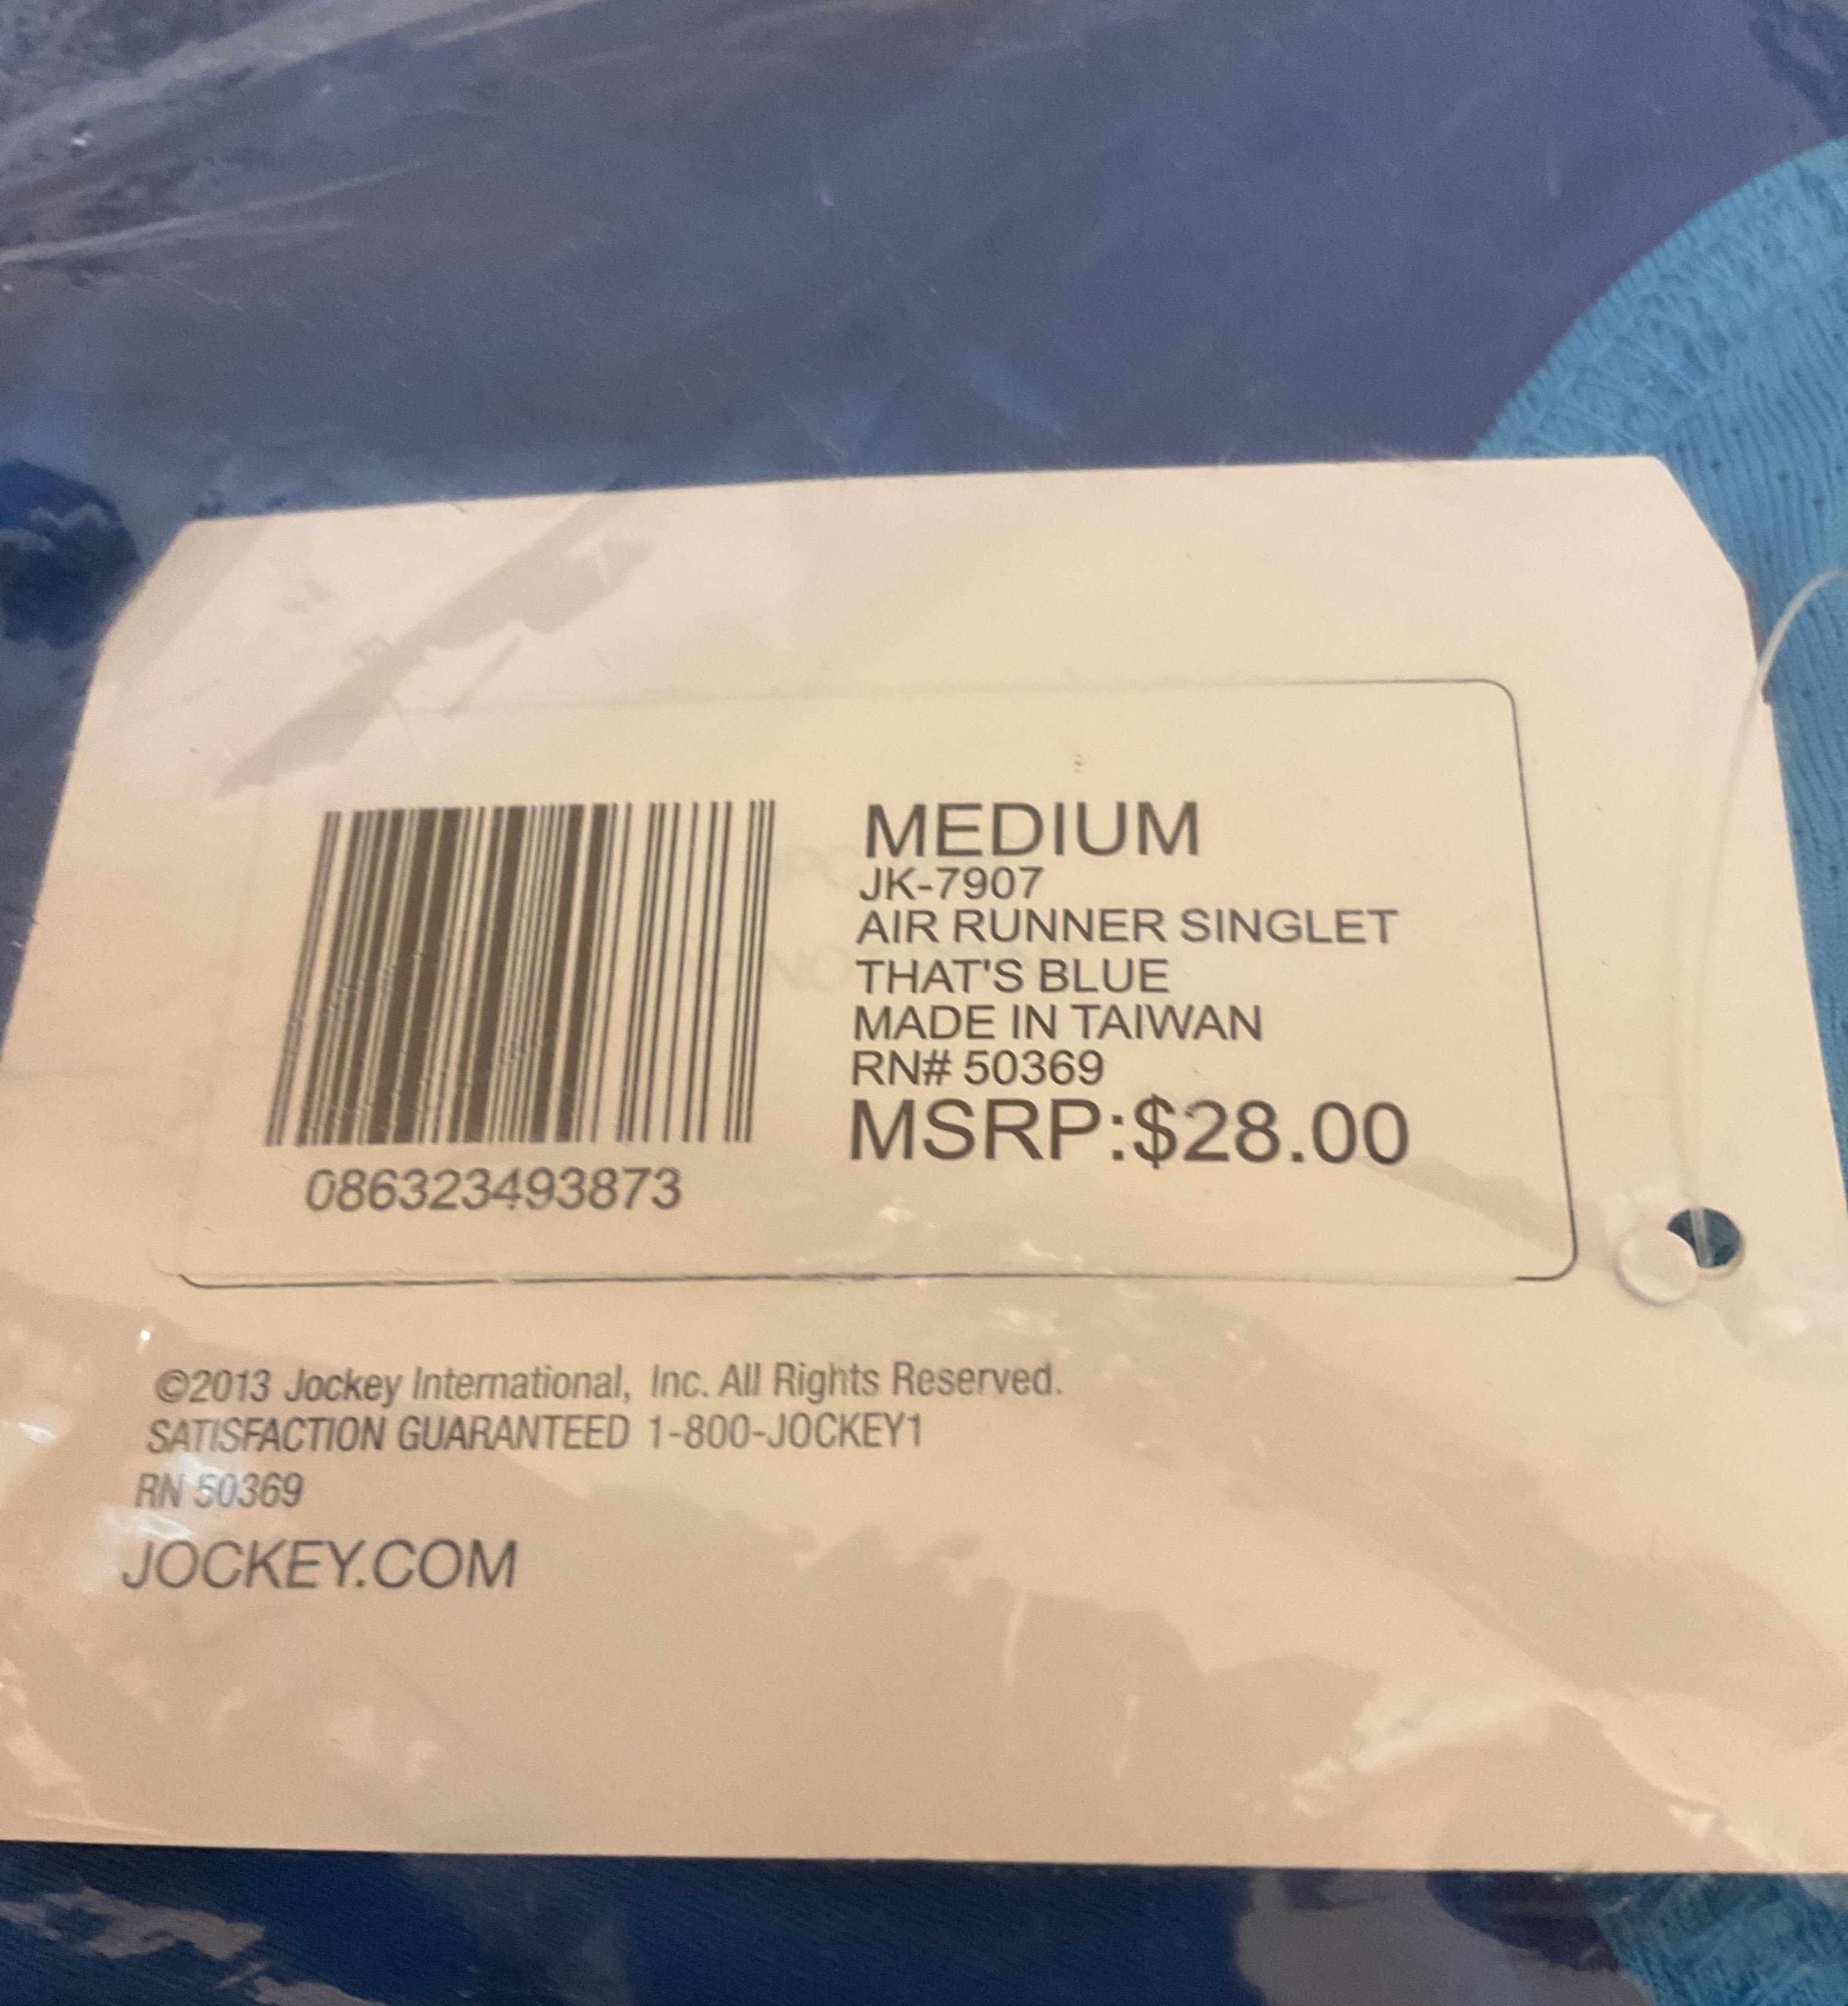 MEDIUM
JK-7907
AIR RUNNER SINGLET
THAT'S BLUE
MADE IN TAIWAN
RN# 50369
MSRP:$28.00
086323493873
©2013 Jockey International, Inc. All Rights Reserved.
SATISFACTION GUARANTEED 1-800-JOCKEY1
RN 50369
JOCKEY.COM